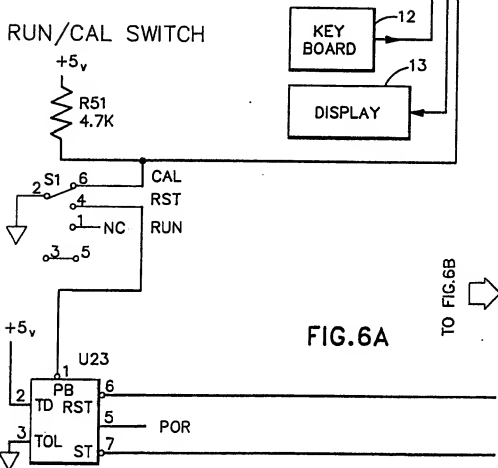 RUN/CAL SWITCH
+5v
R51
4.7K
KEY
BOARD
12
13
DISPLAY
S1
2
6
CAL
4
RST
1
NC
RUN
3
5
TO FIG.6B
FIG.6A
+5v
1
U23
PB
2
TD
RST
6
5
POR
3
TOL
ST
7